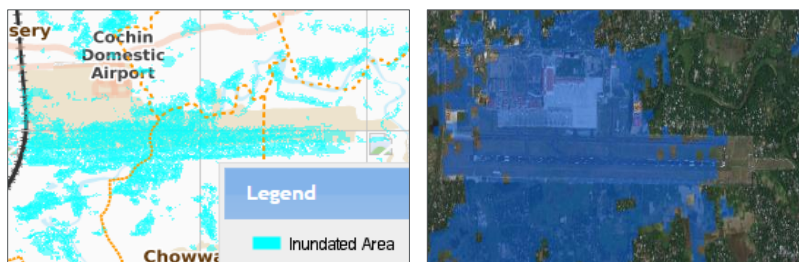 sery
Cochin
Domestic
Airport
Legend
Inundated Area
Chowwa